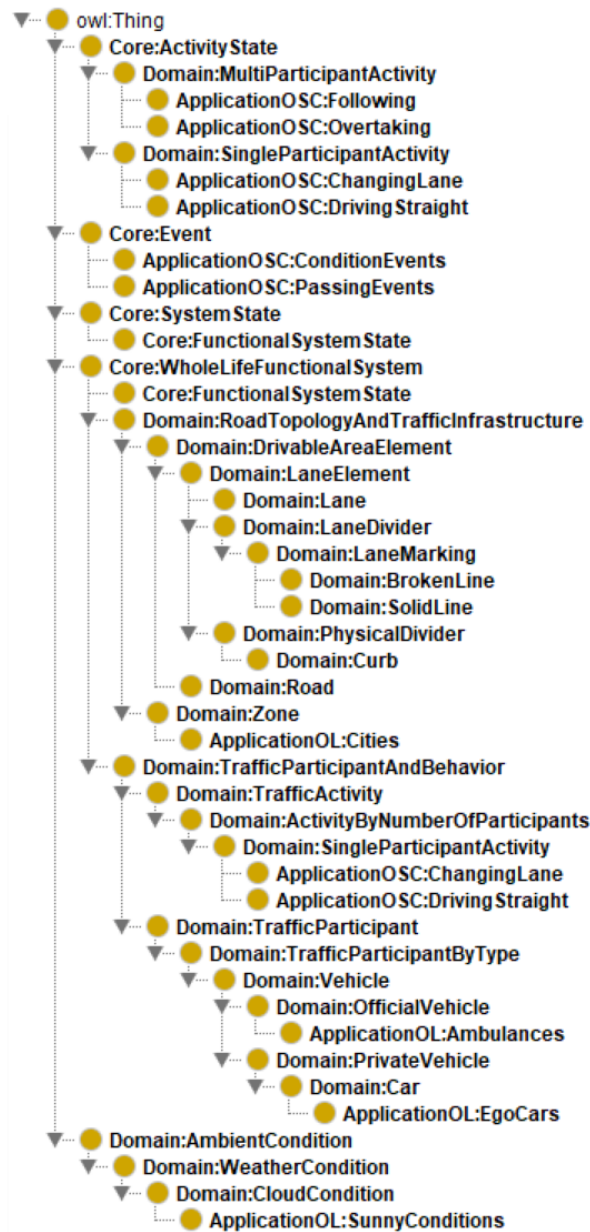 owl:Thing
Core:ActivityState
Domain:MultiParticipantActivity
ApplicationOSC:Following
ApplicationOSC:Overtaking
Domain:SingleParticipantActivity
ApplicationOSC:ChangingLane
ApplicationOSC:DrivingStraight
Core:Event
ApplicationOSC:ConditionEvents
ApplicationOSC:PassingEvents
Core:SystemState
Core:FunctionalSystemState
Core:WholeLifeFunctionalSystem
Core:FunctionalSystemState
Domain:RoadTopologyAndTrafficInfrastructure
Domain:DrivableAreaElement
Domain:LaneElement
Domain:Lane
Domain:LaneDivider
Domain:LaneMarking
Domain:BrokenLine
Domain:SolidLine
Domain:PhysicalDivider
Domain:Curb
Domain:Road
Domain:Zone
ApplicationOL:Cities
Domain:TrafficParticipantAndBehavior
Domain:TrafficActivity
Domain:ActivityByNumberOfParticipants
Domain:SingleParticipantActivity
ApplicationOSC:ChangingLane
ApplicationOSC:DrivingStraight
Domain:TrafficParticipant
Domain:TrafficParticipantByType
Domain:Vehicle
Domain:OfficialVehicle
ApplicationOL:Ambulances
Domain:PrivateVehicle
Domain:Car
ApplicationOL:EgoCars
Domain:AmbientCondition
Domain:WeatherCondition
Domain:CloudCondition
ApplicationOL:SunnyConditions